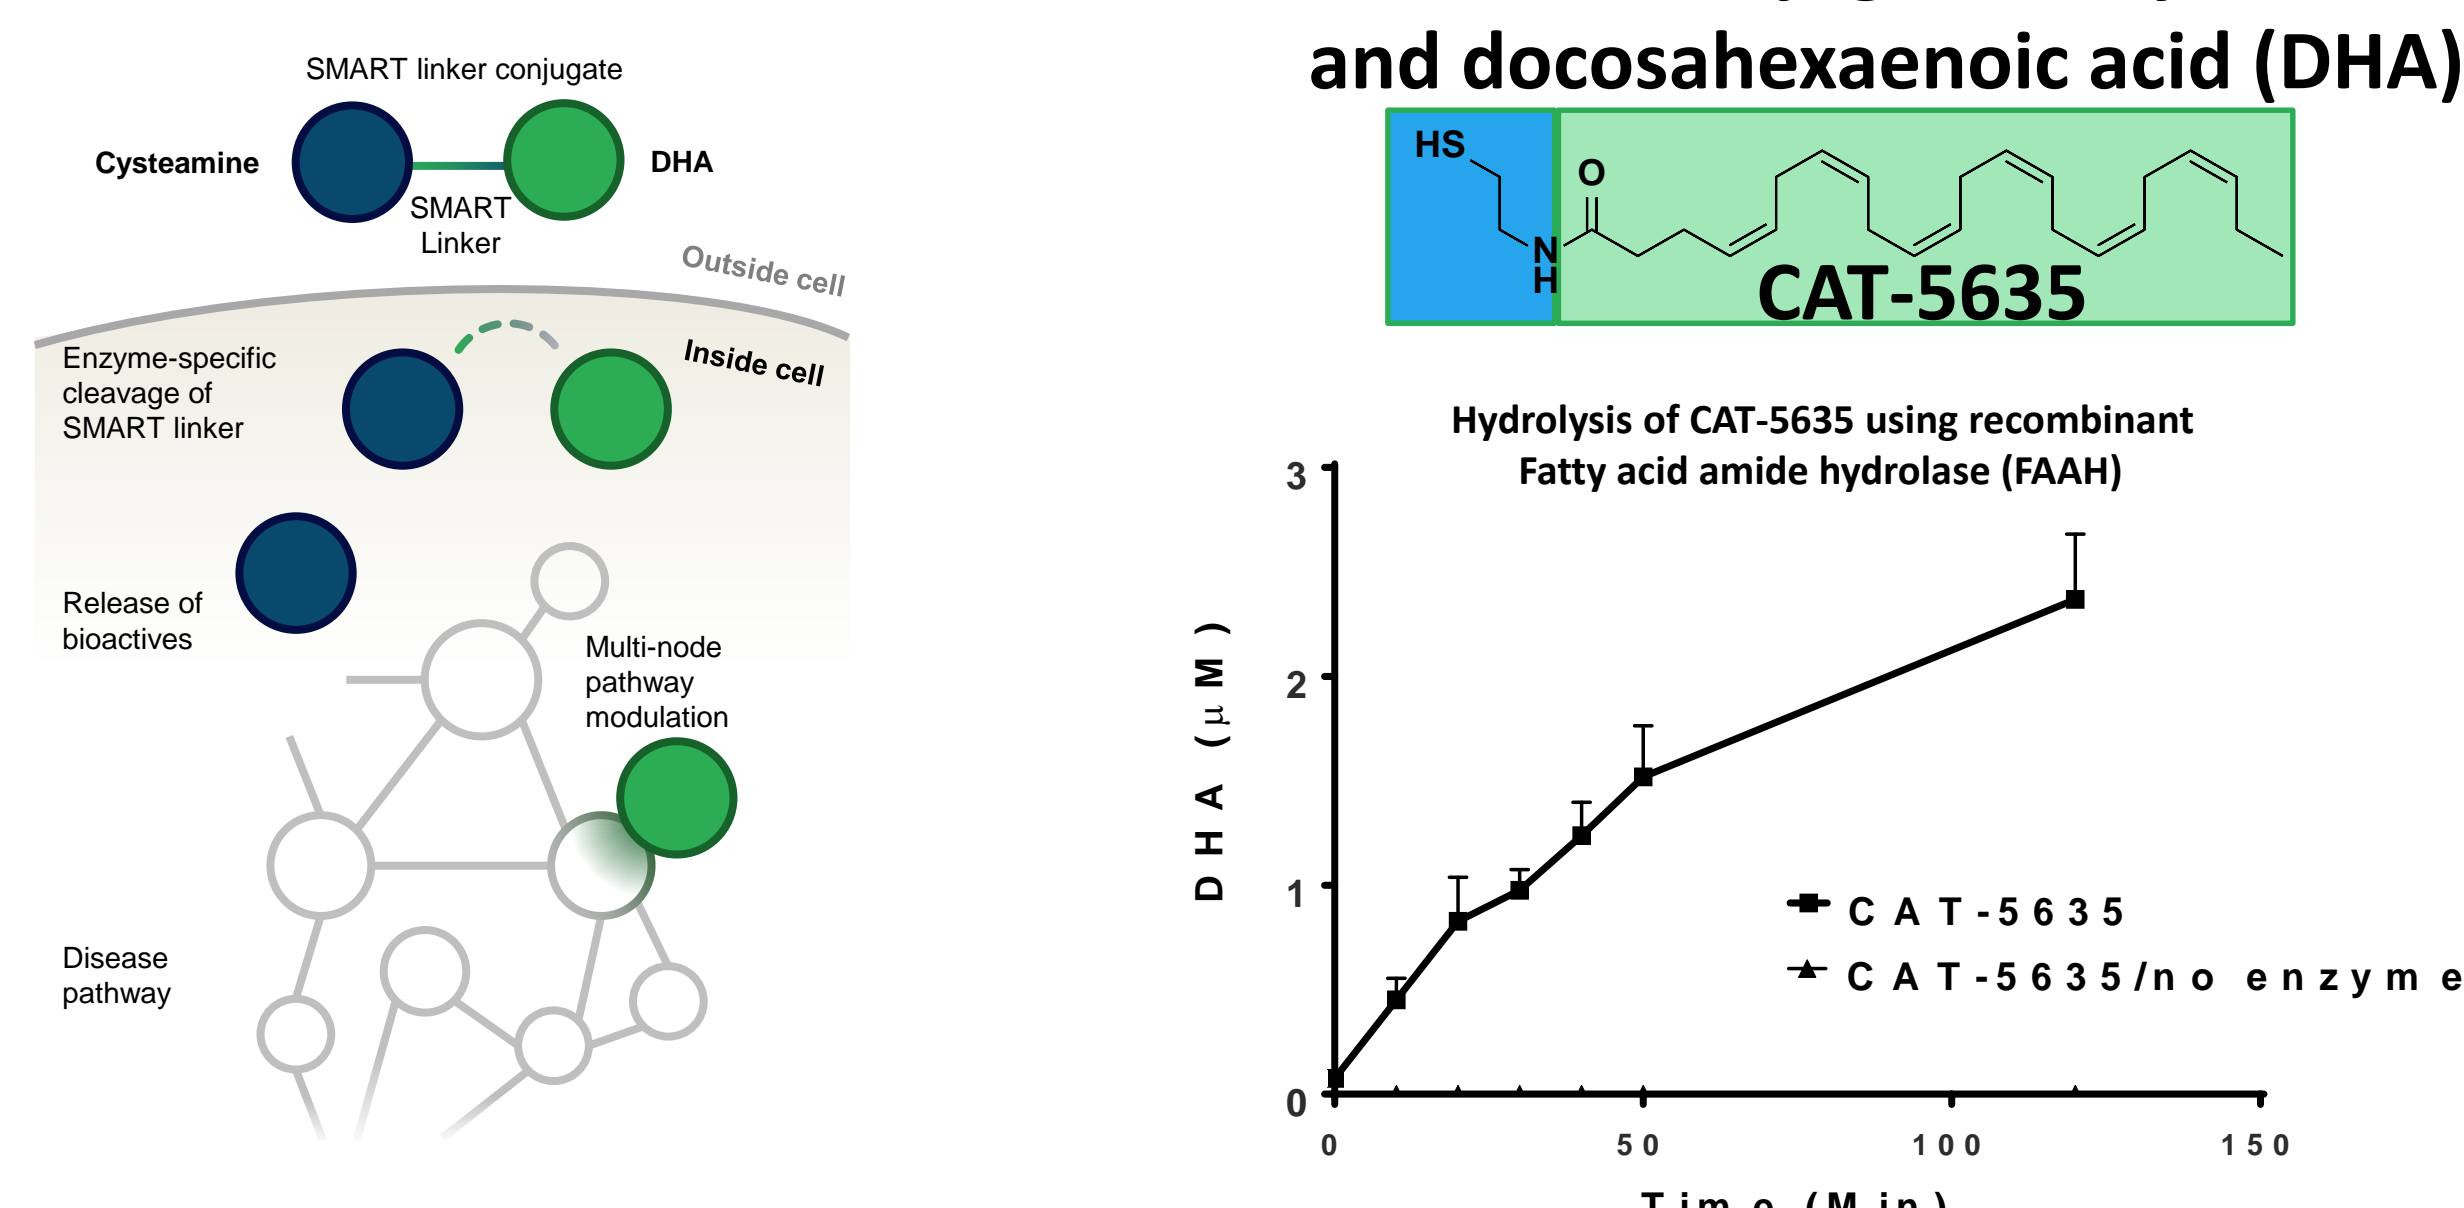 SMART linker conjugate
Cysteamine
DHA
SMART
Linker
Outside cell
Inside cell
Enzyme-specific
cleavage of
SMART linker
Release of
bioactives
Multi-node
pathway
modulation
Disease
pathway
and docosahexaenoic acid (DHA)
HS
O
N
H
CAT-5635
Hydrolysis of CAT-5635 using recombinant
Fatty acid amide hydrolase (FAAH)
3
2
1
0
DHA (μM)
CAT-5635
CAT-5635/no enzyme
0 50 100 150
Time (Min)